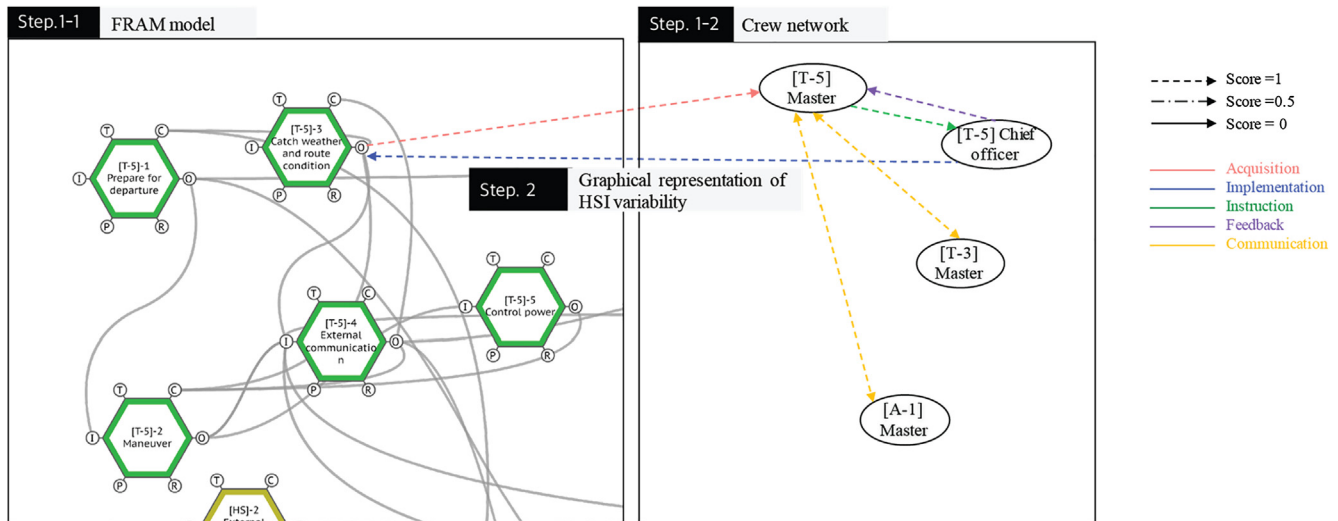 Step.1-1
FRAM model
Step. 1-2
Crew network
T
C
I
O
P
R
[T-5]-3
Catch weather
and route
condition
T
C
I
O
P
R
[T-5]-1
Prepare for
departure
[T-5]
Master
[T-5] Chief
officer
Step. 2
Graphical representation of
HSI variability
[T-3]
Master
T
C
I
O
P
R
[T-5]-5
Control power
T
C
I
O
P
R
[T-5]-4
External
communicatio
n
T
C
I
O
P
R
[T-5]-2
Maneuver
[A-1]
Master
T
C
[HS]-2
External
Score =1
Score =0.5
Score = 0
Acquisition
Implementation
Instruction
Feedback
Communication